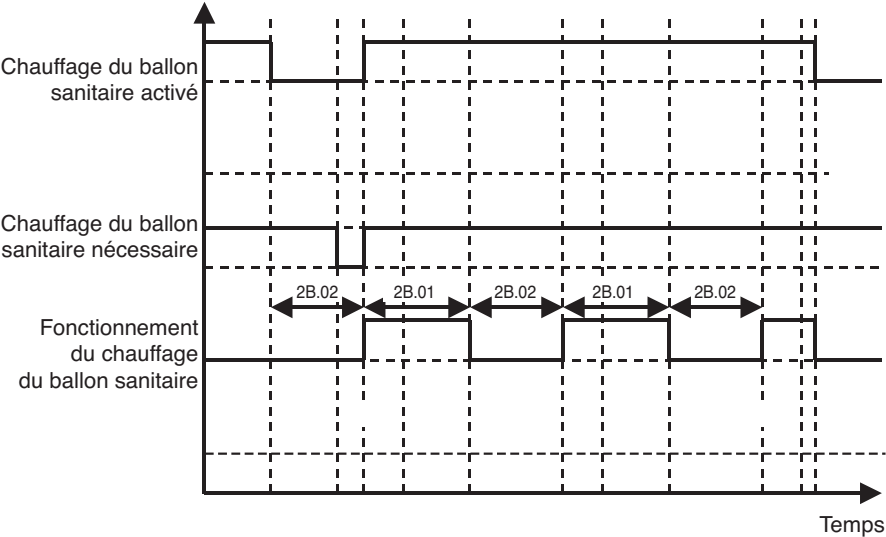 Chauffage du ballon
sanitaire activé
Chauffage du ballon
sanitaire nécessaire
2B.02
2B.01
2B.02
2B.01
2B.02
Fonctionnement
du chauffage
du ballon sanitaire
Temps